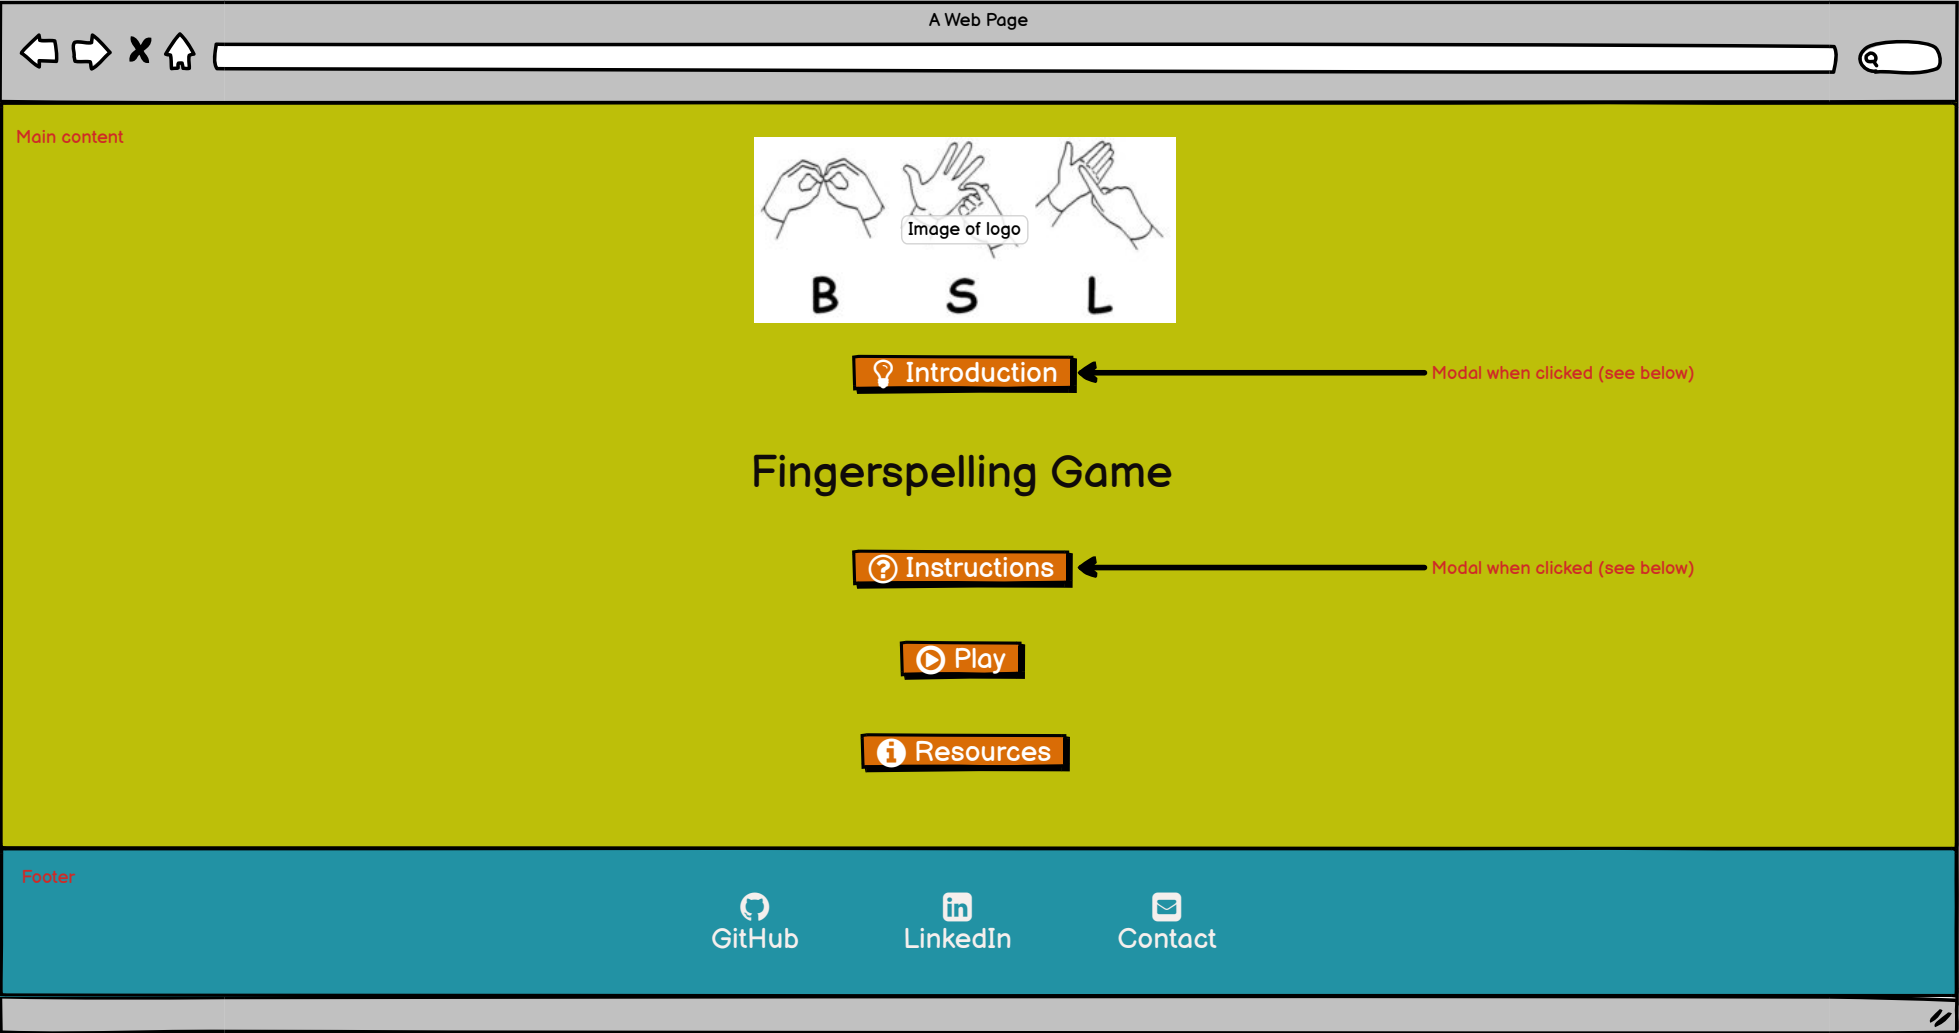 A Web Page
Main content
Image of logo
B S L
Introduction
Modal when clicked (see below)
Fingerspelling Game
Instructions
Modal when clicked (see below)
Play
Resources
Footer
GitHub LinkedIn Contact